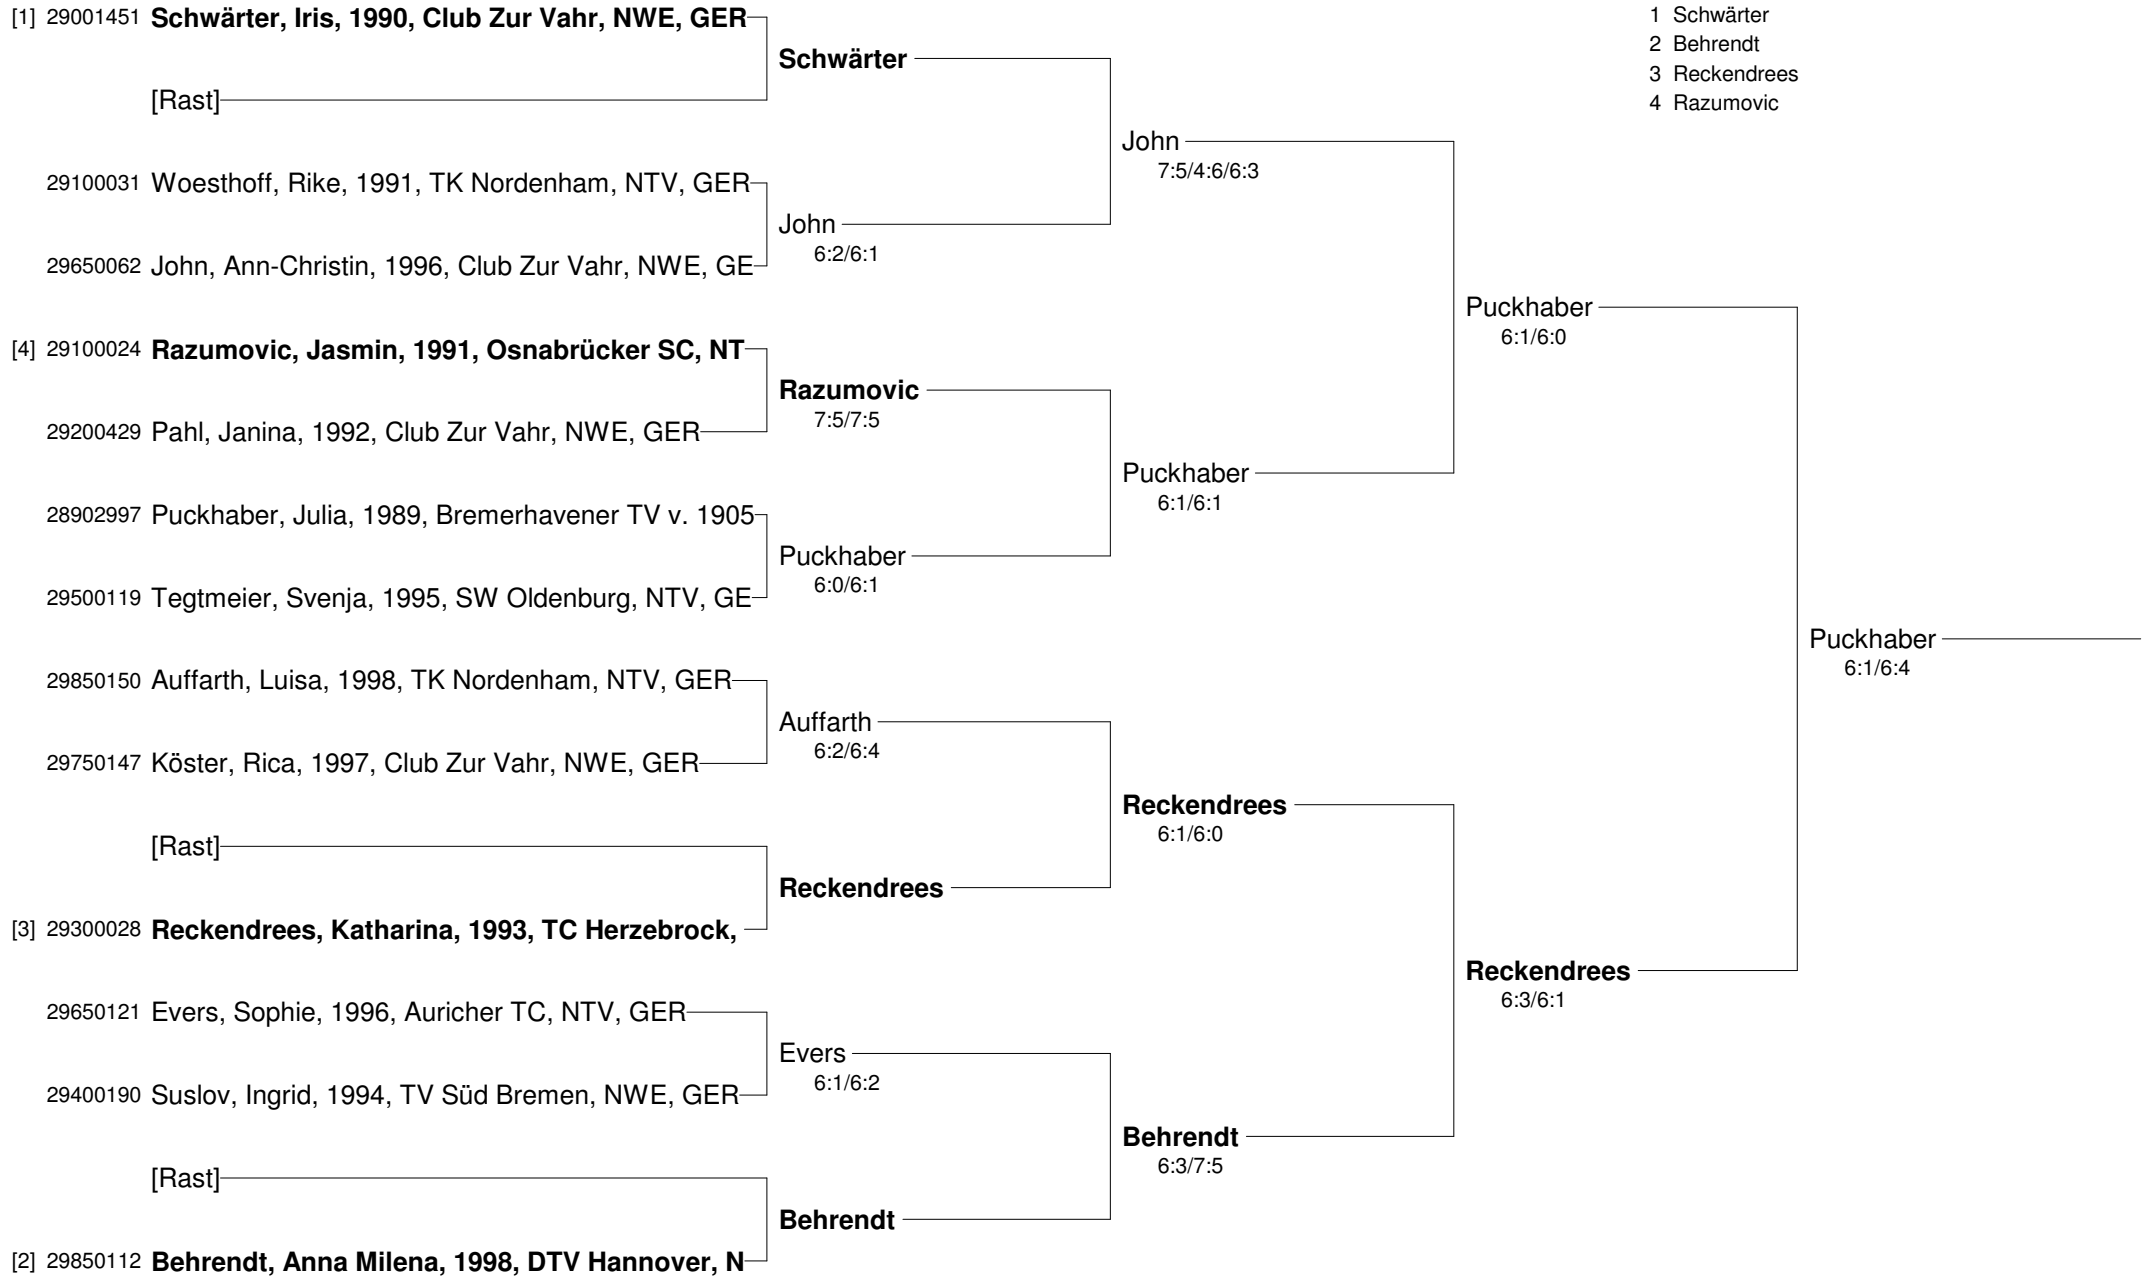 [1] 29001451 Schwärter, Iris, 1990, Club Zur Vahr, NWE, GER
[Rast]
29100031 Woesthoff, Rike, 1991, TK Nordenham, NTV, GER
29650062 John, Ann-Christin, 1996, Club Zur Vahr, NWE, GE
[4] 29100024 Razumovic, Jasmin, 1991, Osnabrücker SC, NT
29200429 Pahl, Janina, 1992, Club Zur Vahr, NWE, GER
28902997 Puckhaber, Julia, 1989, Bremerhavener TV v. 1905
29500119 Tegtmeier, Svenja, 1995, SW Oldenburg, NTV, GE
29850150 Auffarth, Luisa, 1998, TK Nordenham, NTV, GER
29750147 Köster, Rica, 1997, Club Zur Vahr, NWE, GER
[Rast]
[3] 29300028 Reckendrees, Katharina, 1993, TC Herzebrock,
29650121 Evers, Sophie, 1996, Auricher TC, NTV, GER
29400190 Suslov, Ingrid, 1994, TV Süd Bremen, NWE, GER
[Rast]
[2] 29850112 Behrendt, Anna Milena, 1998, DTV Hannover, N
Schwärter
John
6:2/6:1
Razumovic
7:5/7:5
Puckhaber
6:0/6:1
Auffarth
6:2/6:4
Reckendrees
Evers
6:1/6:2
Behrendt
John
7:5/4:6/6:3
Puckhaber
6:1/6:1
Reckendrees
6:1/6:0
Behrendt
6:3/7:5
Puckhaber
6:1/6:0
Reckendrees
6:3/6:1
Puckhaber
6:1/6:4
1 Schwärter
2 Behrendt
3 Reckendrees
4 Razumovic